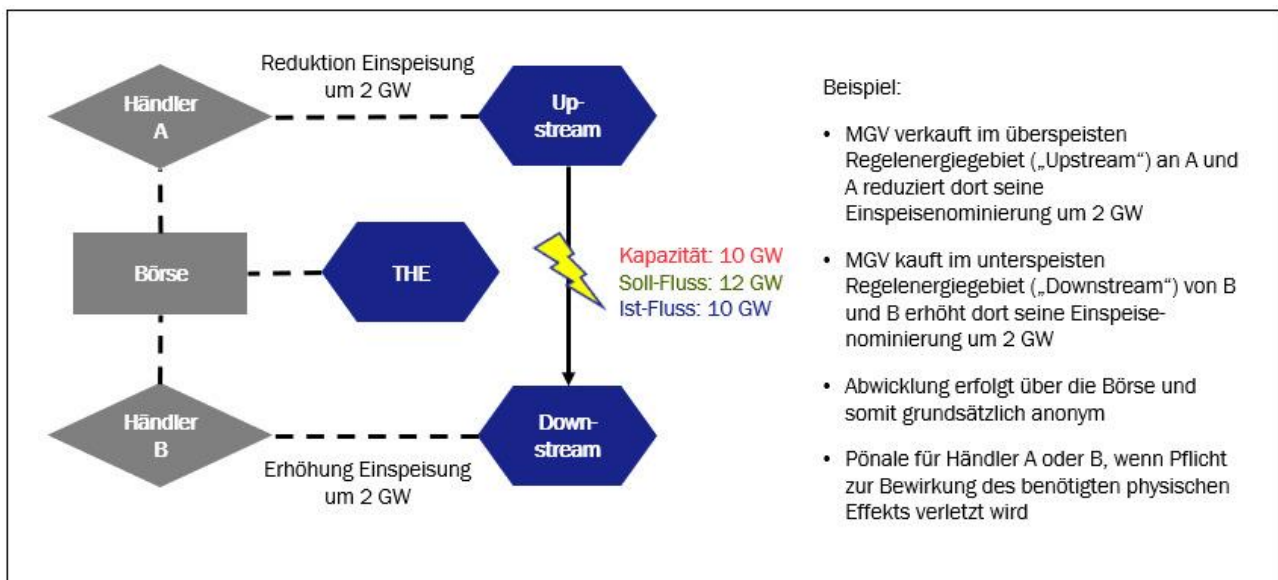 Reduktion Einspeisung
um 2 GW
Händler
A
Up-
stream
Börse
THE
Kapazität: 10 GW
Soll-Fluss: 12 GW
Ist-Fluss: 10 GW
Händler
B
Down-
stream
Erhöhung Einspeisung
um 2 GW
Beispiel:
• MGV verkauft im überspeisten
Regelenergiegebiet („Upstream“) an A und
A reduziert dort seine
Einspeisenominierung um 2 GW
• MGV kauft im unterspeisten
Regelenergiegebiet („Downstream“) von B
und B erhöht dort seine Einspeise-
nominierung um 2 GW
• Abwicklung erfolgt über die Börse und
somit grundsätzlich anonym
• Pönale für Händler A oder B, wenn Pflicht
zur Bewirkung des benötigten physischen
Effekts verletzt wird